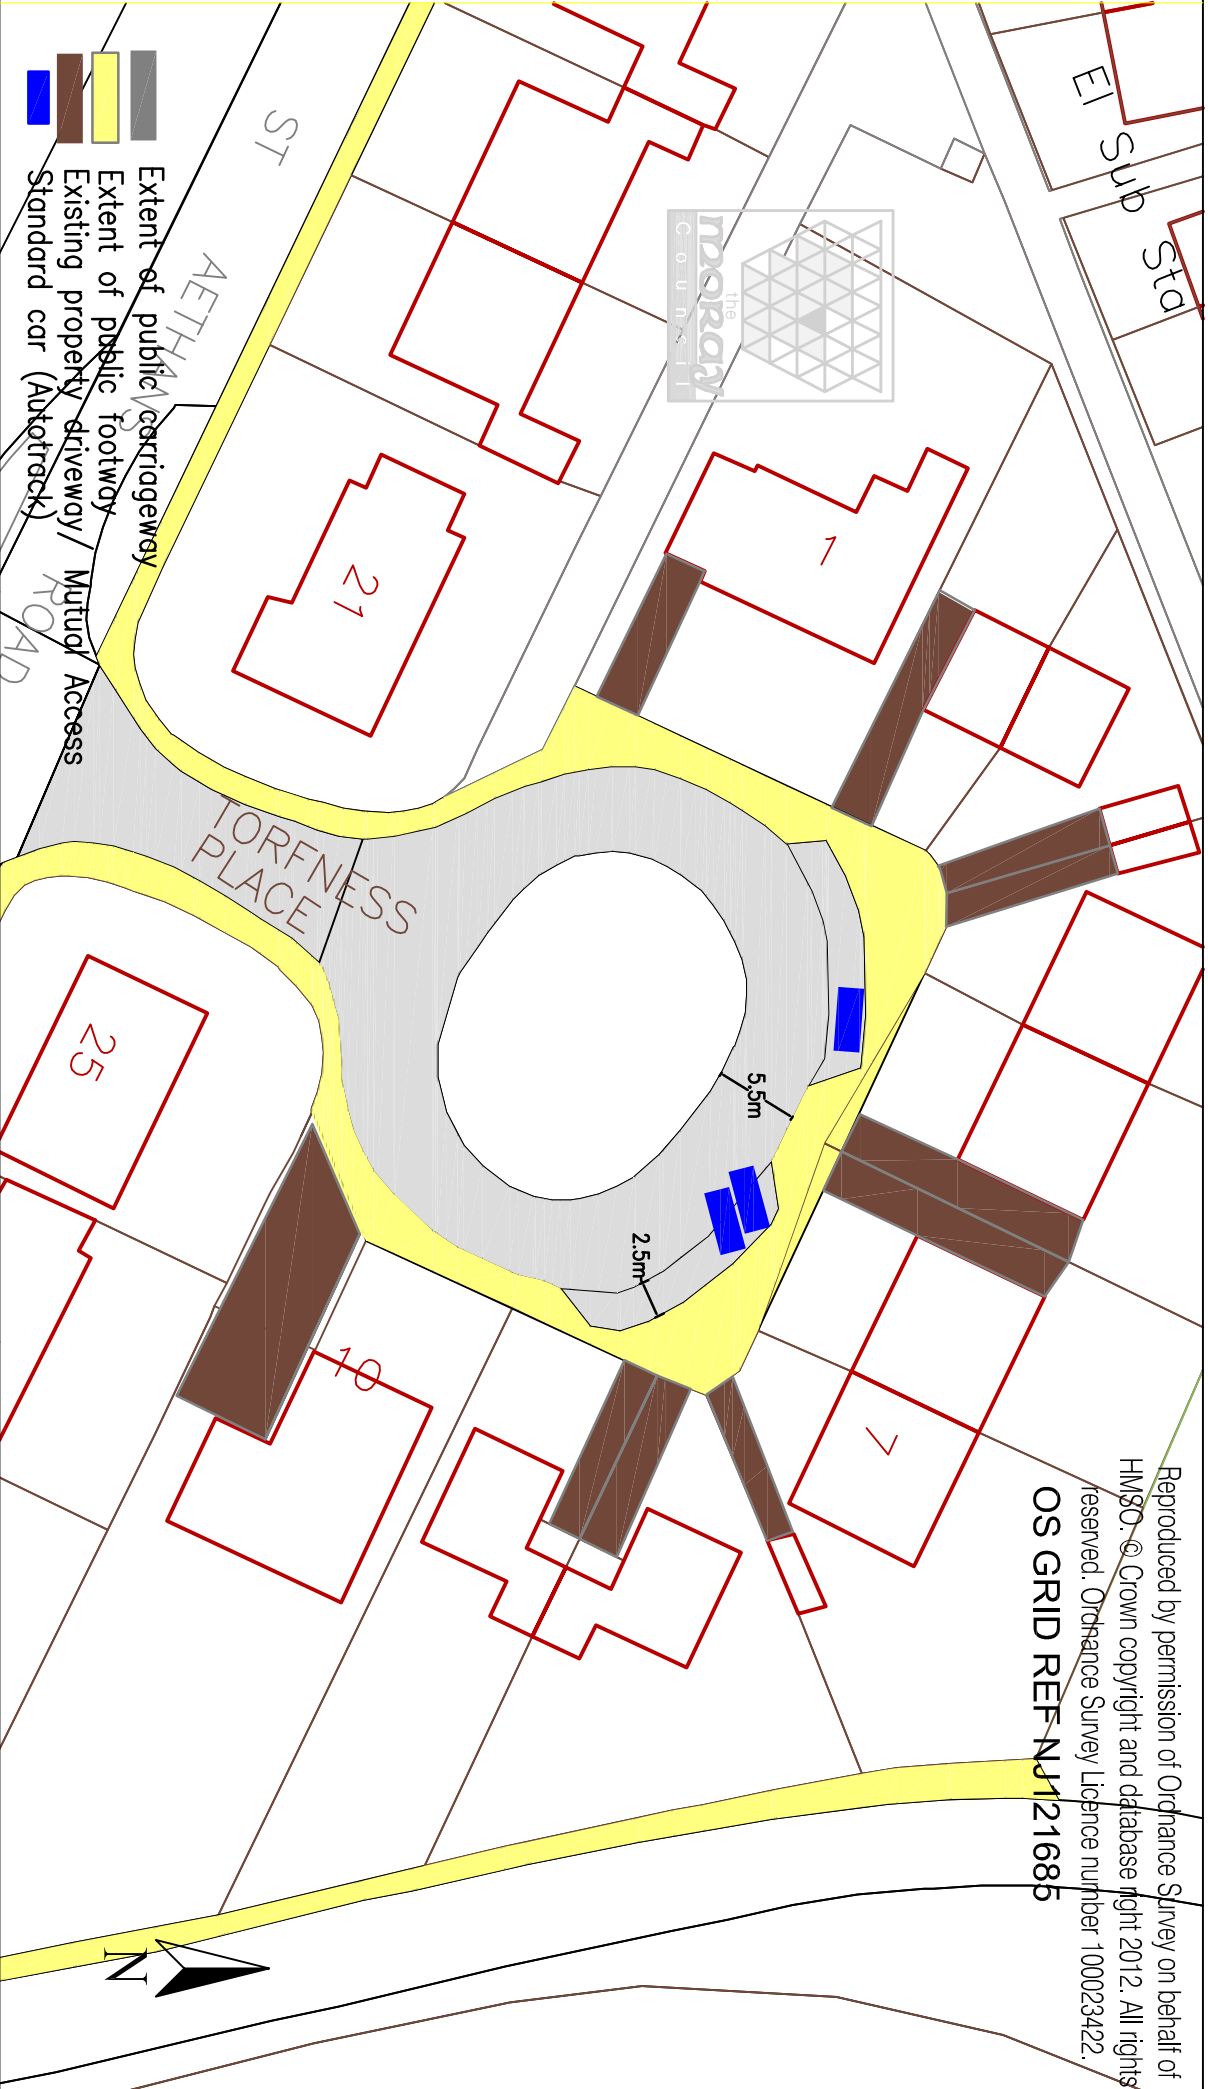 Reproduced by permission of Ordnance Survey on behalf of
HMSO. © Crown copyright and database right 2012. All rights
reserved. Ordnance Survey Licence number 100023422.
OS GRID REF NJ121685
El Sub Sta
the
moray
Council
1
7
5.5m
2.5m
21
10
TORFNESS
PLACE
25
ST
AETHANS
ROAD
Extent of public carriageway
Extent of public footway
Existing property driveway/ Mutual Access
Standard car (Autotrack)
N